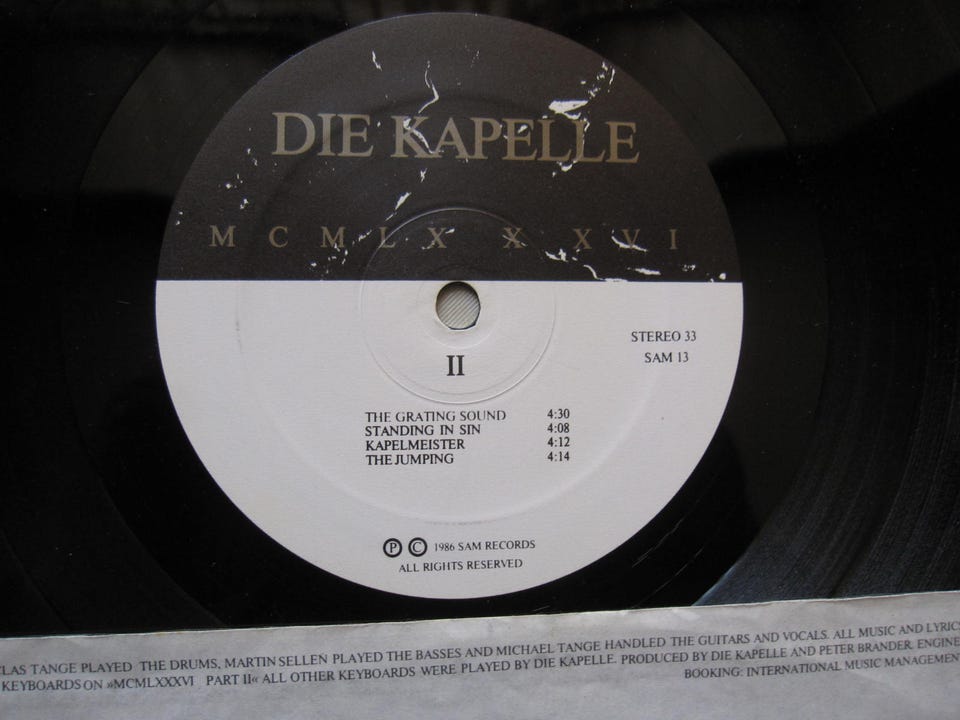 DIE KAPELLE
M C M L X X X V I
II
STEREO 33
SAM 13
THE GRATING SOUND 4:30
STANDING IN SIN 4:08
KAPELMEISTER 4:12
THE JUMPING 4:14
Ⓟ © 1986 SAM RECORDS
ALL RIGHTS RESERVED
LAS TANGE PLAYED THE DRUMS, MARTIN SELLEN PLAYED THE BASSES AND MICHAEL TANGE HANDLED THE GUITARS AND VOCALS. ALL MUSIC AND LYRICS
KEYBOARDS ON »MCMLXXXVI PART II« ALL OTHER KEYBOARDS WERE PLAYED BY DIE KAPELLE. PRODUCED BY DIE KAPELLE AND PETER BRANDER. ENGINE
BOOKING: INTERNATIONAL MUSIC MANAGEMENT